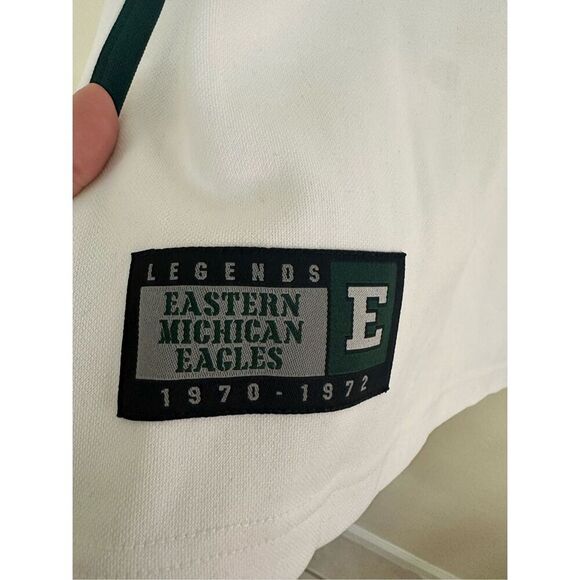 LEGENDS
EASTERN
MICHIGAN
EAGLES
E
1970-1972